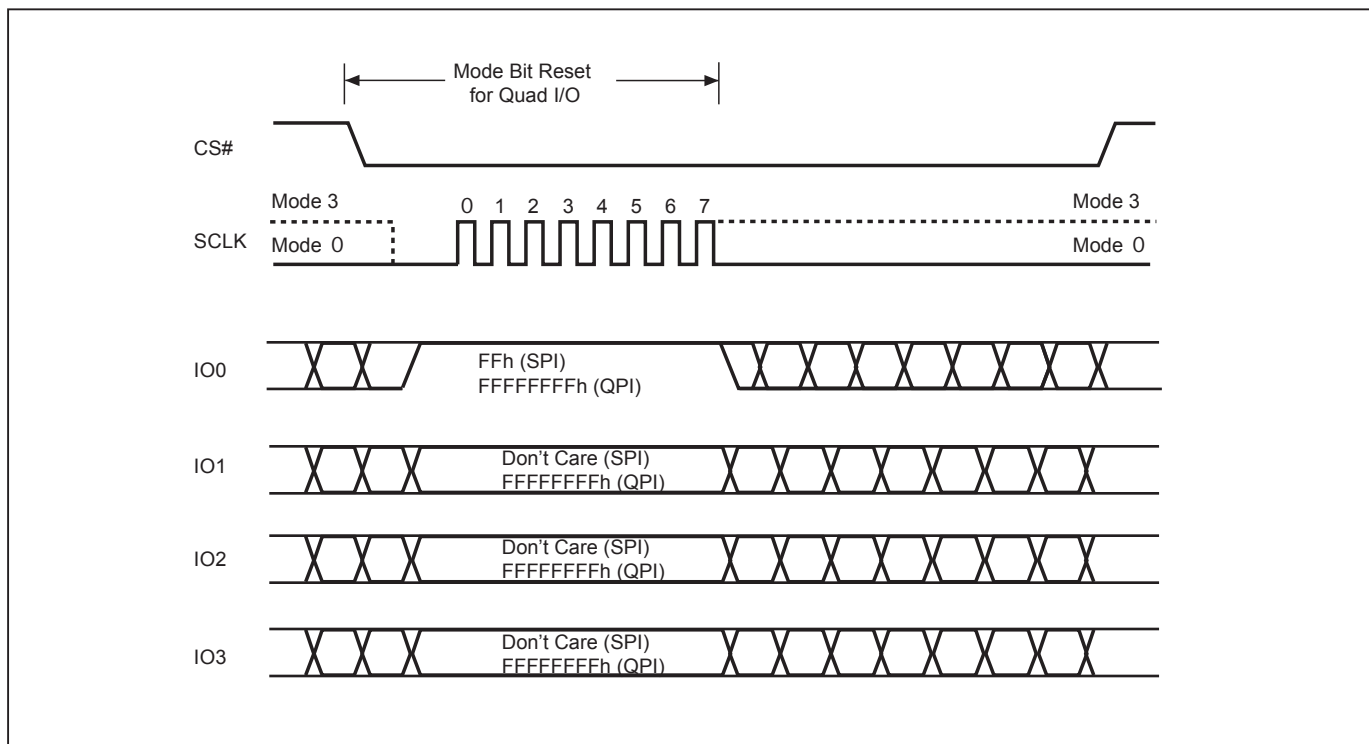 Mode Bit Reset
for Quad I/O
CS#
Mode 3
0 1 2 3 4 5 6 7
Mode 3
SCLK
Mode 0
Mode 0
IO0
FFh (SPI)
FFFFFFFFh (QPI)
IO1
Don't Care (SPI)
FFFFFFFFh (QPI)
IO2
Don't Care (SPI)
FFFFFFFFh (QPI)
IO3
Don't Care (SPI)
FFFFFFFFh (QPI)